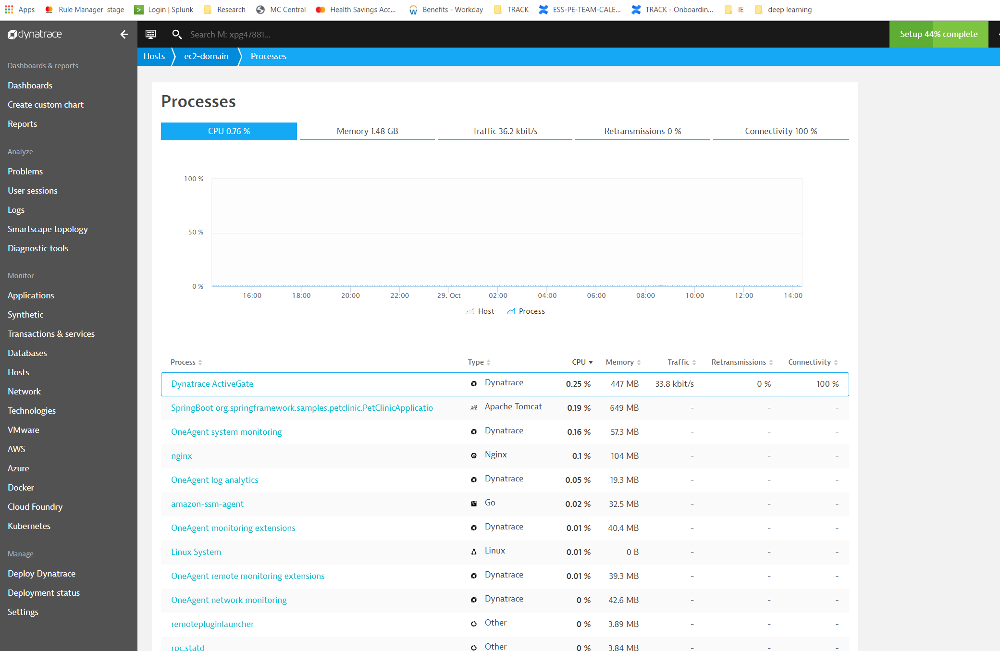 Apps Rule Manager stage Login | Splunk Research MC Central Health Savings Acc... Benefits - Workday TRACK ESS-PE-TEAM-CALE... TRACK - Onboardin... IE deep learning
dynatrace
Search M: xpg47881...
Setup 44% complete
Hosts ec2-domain Processes
Dashboards & reports
Dashboards
Create custom chart
Reports
Analyze
Problems
User sessions
Logs
Smartscape topology
Diagnostic tools
Monitor
Applications
Synthetic
Transactions & services
Databases
Hosts
Network
Technologies
VMware
AWS
Azure
Docker
Cloud Foundry
Kubernetes
Manage
Deploy Dynatrace
Deployment status
Settings
Processes
CPU 0.76 % Memory 1.48 GB Traffic 36.2 kbit/s Retransmissions 0 % Connectivity 100 %
100 %
50 %
0 %
16:00 18:00 20:00 22:00 29. Oct 02:00 04:00 06:00 08:00 10:00 12:00 14:00
Host Process
Process Type CPU Memory Traffic Retransmissions Connectivity
Dynatrace ActiveGate Dynatrace 0.25 % 447 MB 33.8 kbit/s 0 % 100 %
SpringBoot org.springframework.samples.petclinic.PetClinicApplicatio Apache Tomcat 0.19 % 649 MB - - -
OneAgent system monitoring Dynatrace 0.16 % 57.3 MB - - -
nginx Nginx 0.1 % 104 MB - - -
OneAgent log analytics Dynatrace 0.05 % 19.3 MB - - -
amazon-ssm-agent Go 0.02 % 32.5 MB - - -
OneAgent monitoring extensions Dynatrace 0.01 % 40.4 MB - - -
Linux System Linux 0.01 % 0 B - - -
OneAgent remote monitoring extensions Dynatrace 0.01 % 39.3 MB - - -
OneAgent network monitoring Dynatrace 0 % 42.6 MB - - -
remotepluginlauncher Other 0 % 3.89 MB - - -
rpc.statd Other 0 % 3.84 MB - - -